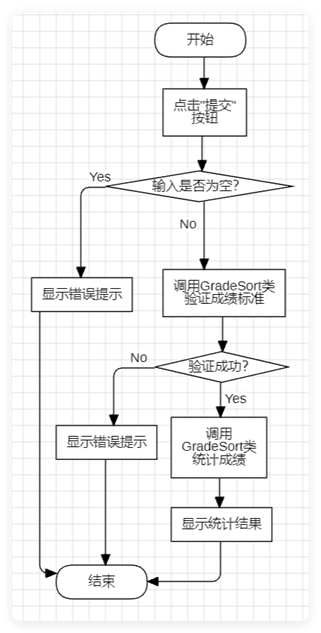 开始
点击"提交"
按钮
Yes
输入是否为空?
No
显示错误提示
调用GradeSort类
验证成绩标准
No
验证成功?
Yes
显示错误提示
调用
GradeSort类
统计成绩
显示统计结果
结束